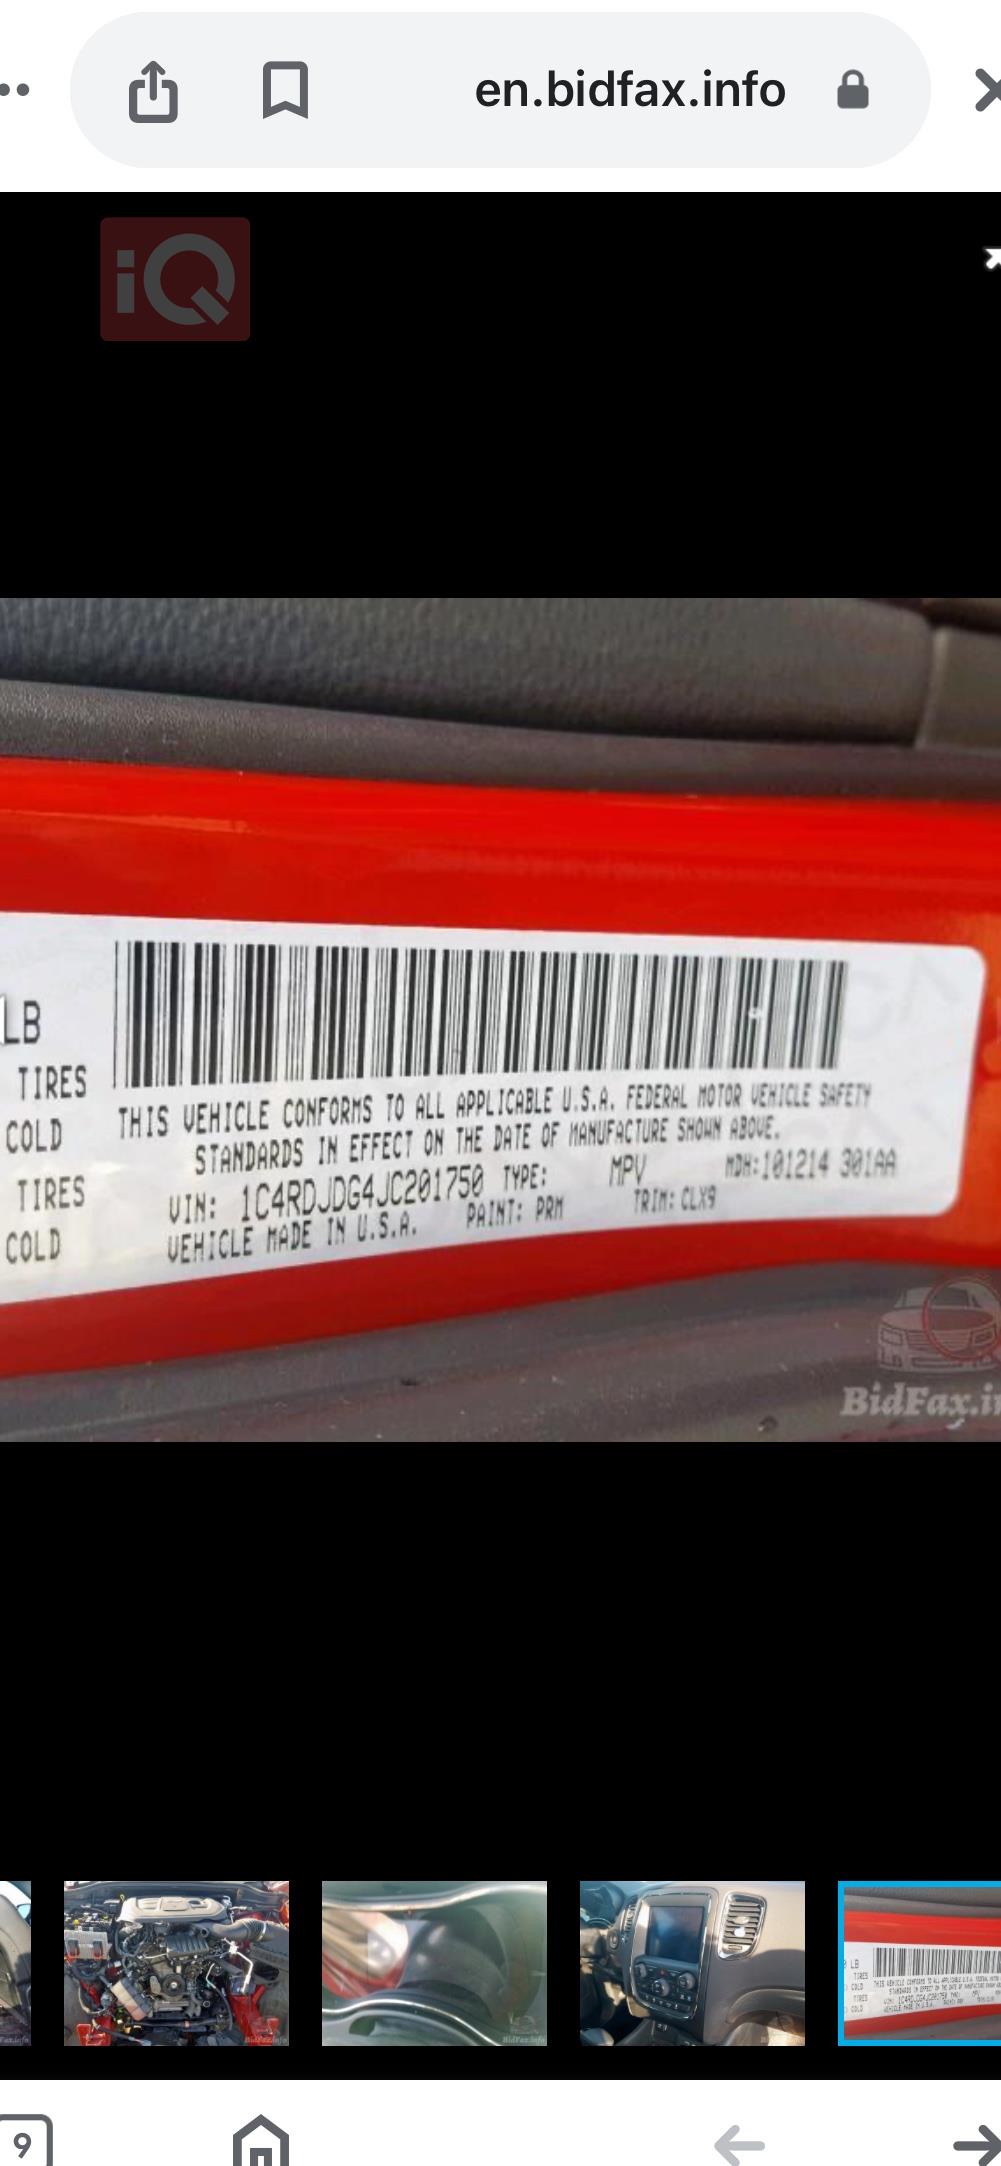 en.bidfax.info
iQ
LB
TIRES
COLD
TIRES
COLD
THIS VEHICLE CONFORMS TO ALL APPLICABLE U.S.A. FEDERAL MOTOR VEHICLE SAFETY
STANDARDS IN EFFECT ON THE DATE OF MANUFACTURE SHOWN ABOVE.
VIN: 1C4RDJDG4JC201750 TYPE: MPV MDH:101214 301AA
VEHICLE MADE IN U.S.A. PAINT: PRM TRIM: CLX9
BidFax.in
9